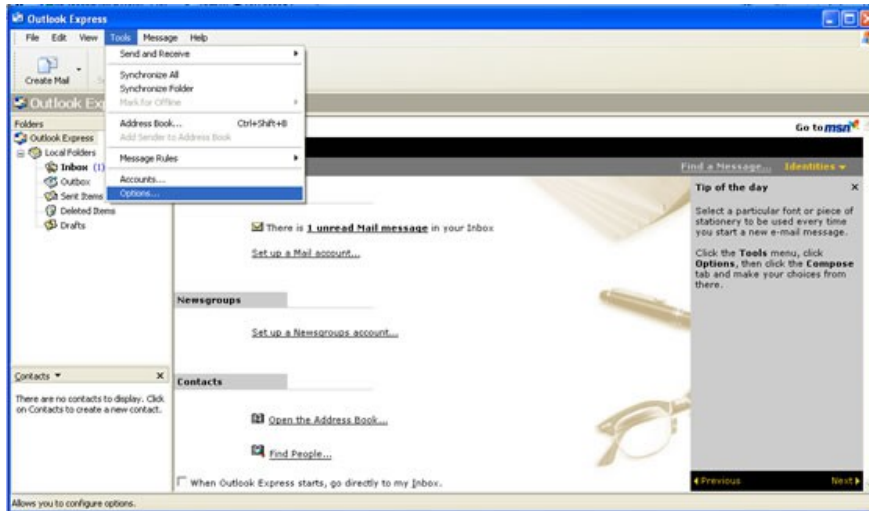 Outlook Express
File Edit View Tools Message Help
Create Mail
Send and Receive
Synchronize All
Synchronize Folder
Mark for Offline
Address Book... Ctrl+Shift+B
Add Sender to Address Book
Message Rules
Accounts...
Options...
Outlook Exp
Go to msn
Folders
Outlook Express
Local Folders
Inbox (1)
Outbox
Sent Items
Deleted Items
Drafts
Find a Message... Identities
There is 1 unread Mail message in your Inbox
Set up a Mail account...
Newsgroups
Set up a Newsgroups account...
Contacts
Open the Address Book...
Find People...
When Outlook Express starts, go directly to my Inbox.
Tip of the day x
Select a particular font or piece of
stationery to be used every time
you start a new e-mail message.
Click the Tools menu, click
Options, then click the Compose
tab and make your choices from
there.
Previous Next
Contacts x
There are no contacts to display. Click
on Contacts to create a new contact.
Allows you to configure options.